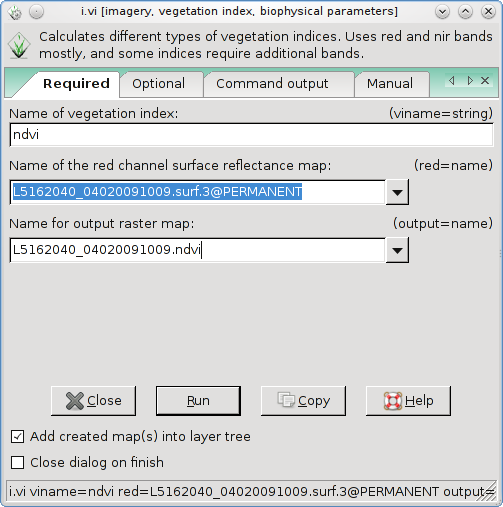 i.vi [imagery, vegetation index, biophysical parameters]
Calculates different types of vegetation indices. Uses red and nir bands
mostly, and some indices require additional bands.
Required Optional Command output Manual
Name of vegetation index: (viname=string)
ndvi
Name of the red channel surface reflectance map: (red=name)
L5162040_04020091009.surf.3@PERMANENT
Name for output raster map: (output=name)
L5162040_04020091009.ndvi
Close Run Copy Help
Add created map(s) into layer tree
Close dialog on finish
i.vi viname=ndvi red=L5162040_04020091009.surf.3@PERMANENT output=